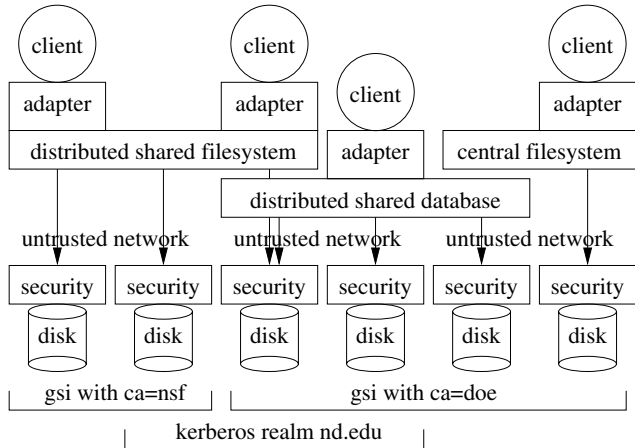 client
client
client
client
adapter
adapter
adapter
adapter
distributed shared filesystem
central filesystem
distributed shared database
untrusted network
untrusted network
untrusted network
security
security
security
security
security
security
disk
disk
disk
disk
disk
disk
gsi with ca=nsf
gsi with ca=doe
kerberos realm nd.edu